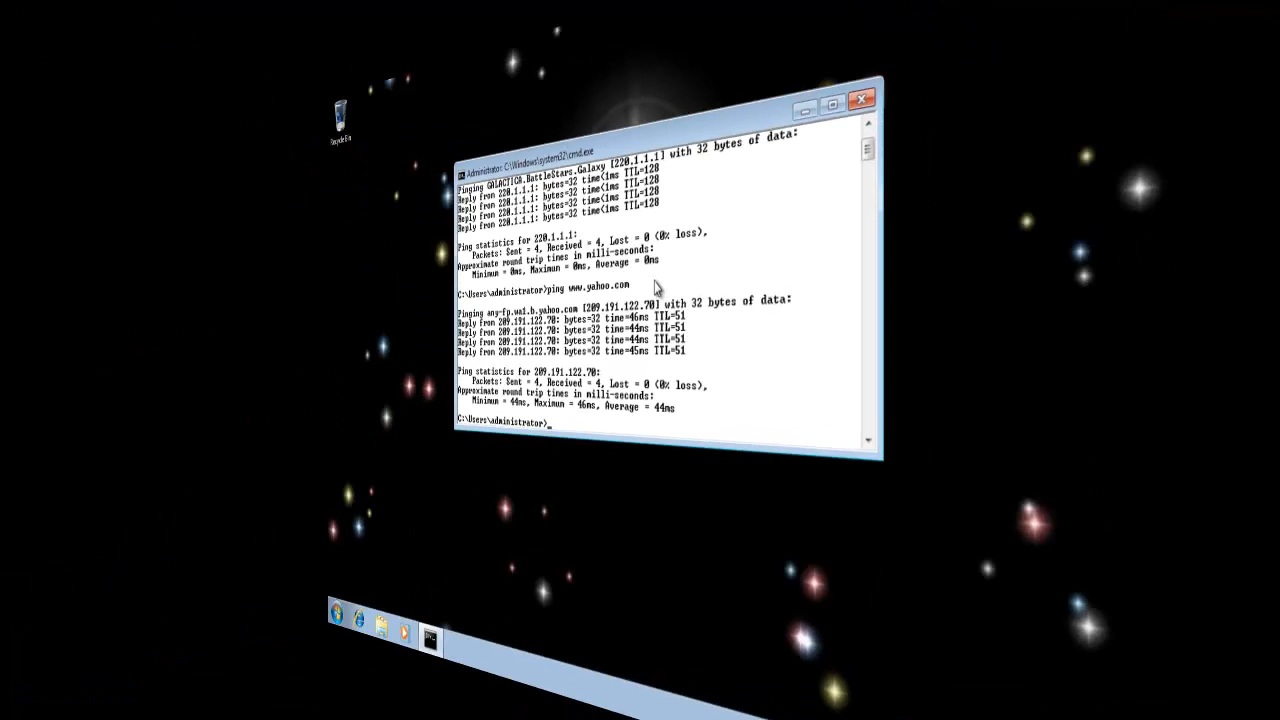 Recycle Bin
Administrator: C:\Windows\system32\cmd.exe
Pinging GALACTICA.BattleStars.Galaxy [220.1.1.1] with 32 bytes of data:
Reply from 220.1.1.1: bytes=32 time<1ms TTL=128
Reply from 220.1.1.1: bytes=32 time<1ms TTL=128
Reply from 220.1.1.1: bytes=32 time<1ms TTL=128
Reply from 220.1.1.1: bytes=32 time<1ms TTL=128
Ping statistics for 220.1.1.1:
Packets: Sent = 4, Received = 4, Lost = 0 (0% loss),
Approximate round trip times in milli-seconds:
Minimum = 0ms, Maximum = 0ms, Average = 0ms
C:\Users\administrator>ping www.yahoo.com
Pinging any-fp.wa1.b.yahoo.com [209.191.122.70] with 32 bytes of data:
Reply from 209.191.122.70: bytes=32 time=46ms TTL=51
Reply from 209.191.122.70: bytes=32 time=44ms TTL=51
Reply from 209.191.122.70: bytes=32 time=44ms TTL=51
Reply from 209.191.122.70: bytes=32 time=45ms TTL=51
Ping statistics for 209.191.122.70:
Packets: Sent = 4, Received = 4, Lost = 0 (0% loss),
Approximate round trip times in milli-seconds:
Minimum = 44ms, Maximum = 46ms, Average = 44ms
C:\Users\administrator>_